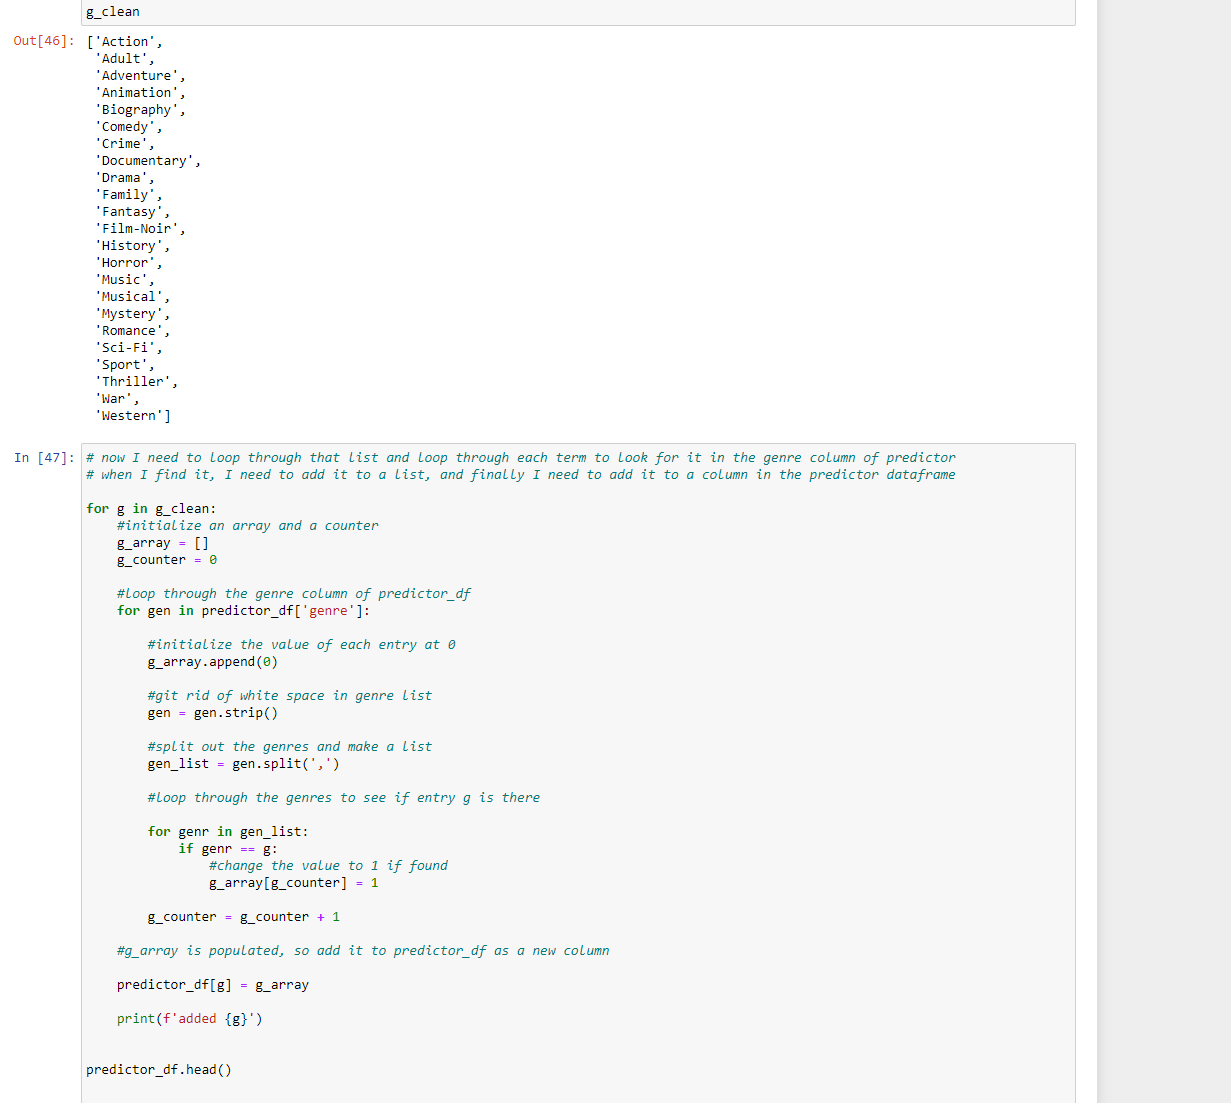 g_clean
Out[46]: ['Action',
'Adult',
'Adventure',
'Animation',
'Biography',
'Comedy',
'Crime',
'Documentary',
'Drama',
'Family',
'Fantasy',
'Film-Noir',
'History',
'Horror',
'Music',
'Musical',
'Mystery',
'Romance',
'Sci-Fi',
'Sport',
'Thriller',
'War',
'Western']
In [47]: # now I need to loop through that list and loop through each term to look for it in the genre column of predictor
# when I find it, I need to add it to a list, and finally I need to add it to a column in the predictor dataframe
for g in g_clean:
#initialize an array and a counter
g_array = []
g_counter = 0
#loop through the genre column of predictor_df
for gen in predictor_df['genre']:
#initialize the value of each entry at 0
g_array.append(0)
#git rid of white space in genre list
gen = gen.strip()
#split out the genres and make a list
gen_list = gen.split(',')
#loop through the genres to see if entry g is there
for genr in gen_list:
if genr == g:
#change the value to 1 if found
g_array[g_counter] = 1
g_counter = g_counter + 1
#g_array is populated, so add it to predictor_df as a new column
predictor_df[g] = g_array
print(f'added {g}')
predictor_df.head()